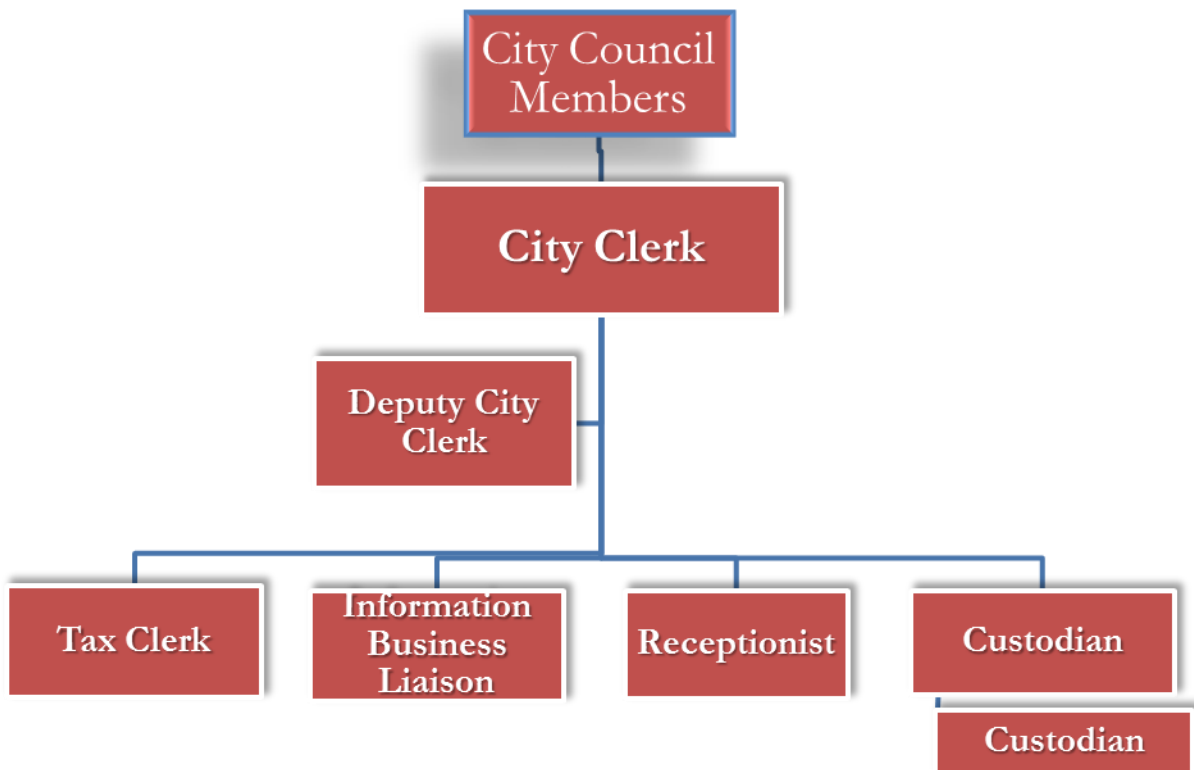 City Council
Members
City Clerk
Deputy City
Clerk
Tax Clerk
Information
Business
Liaison
Receptionist
Custodian
Custodian